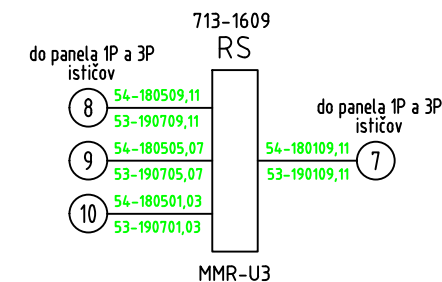 713-1609
RS
do panela 1P a 3P
ističov
8
54-180509,11
53-190709,11
9
54-180505,07
53-190705,07
10
54-180501,03
53-190701,03
do panela 1P a 3P
ističov
54-180109,11
53-190109,11
7
MMR-U3